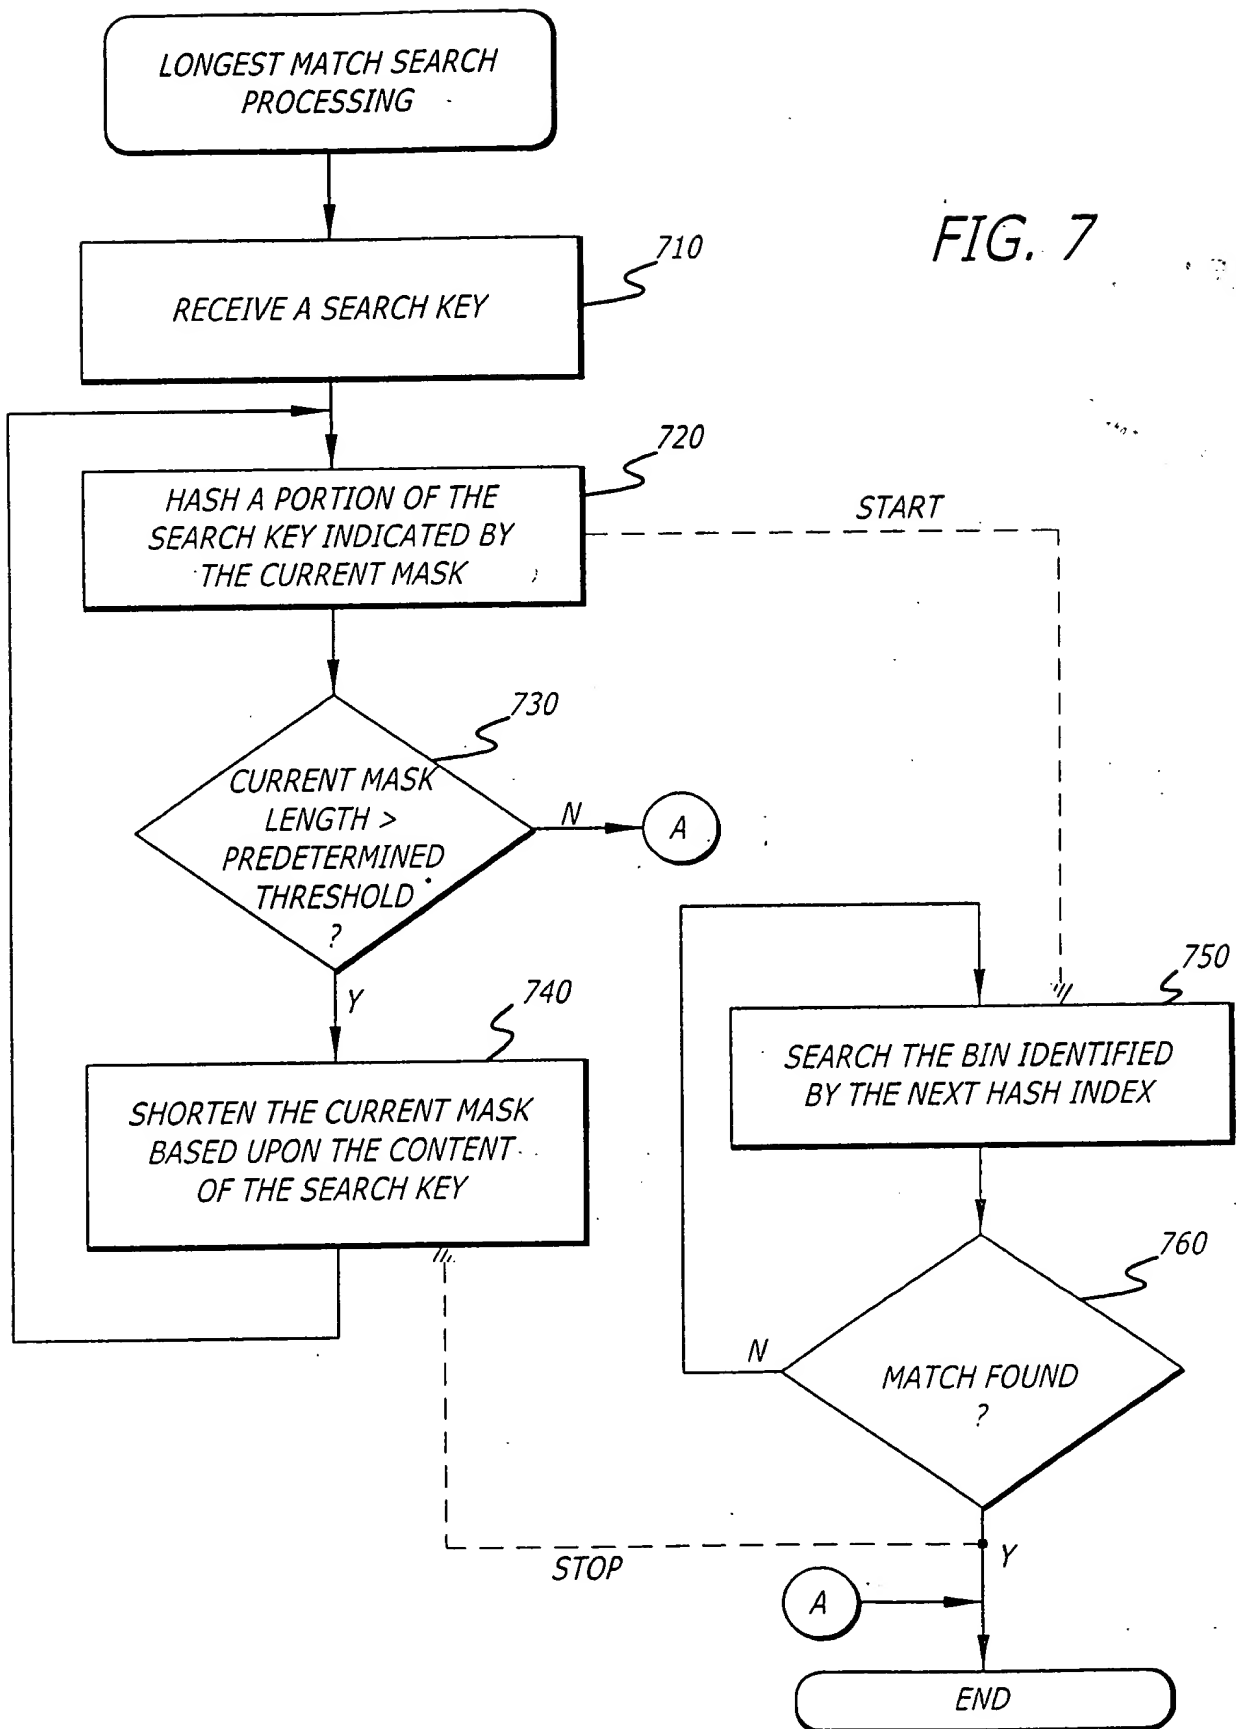 LONGEST MATCH SEARCH
PROCESSING
FIG. 7
710
RECEIVE A SEARCH KEY
720
HASH A PORTION OF THE
SEARCH KEY INDICATED BY
THE CURRENT MASK
START
730
CURRENT MASK
LENGTH >
PREDETERMINED
THRESHOLD
?
N
A
Y
740
SHORTEN THE CURRENT MASK
BASED UPON THE CONTENT
OF THE SEARCH KEY
750
SEARCH THE BIN IDENTIFIED
BY THE NEXT HASH INDEX
760
N
MATCH FOUND
?
STOP
Y
A
END